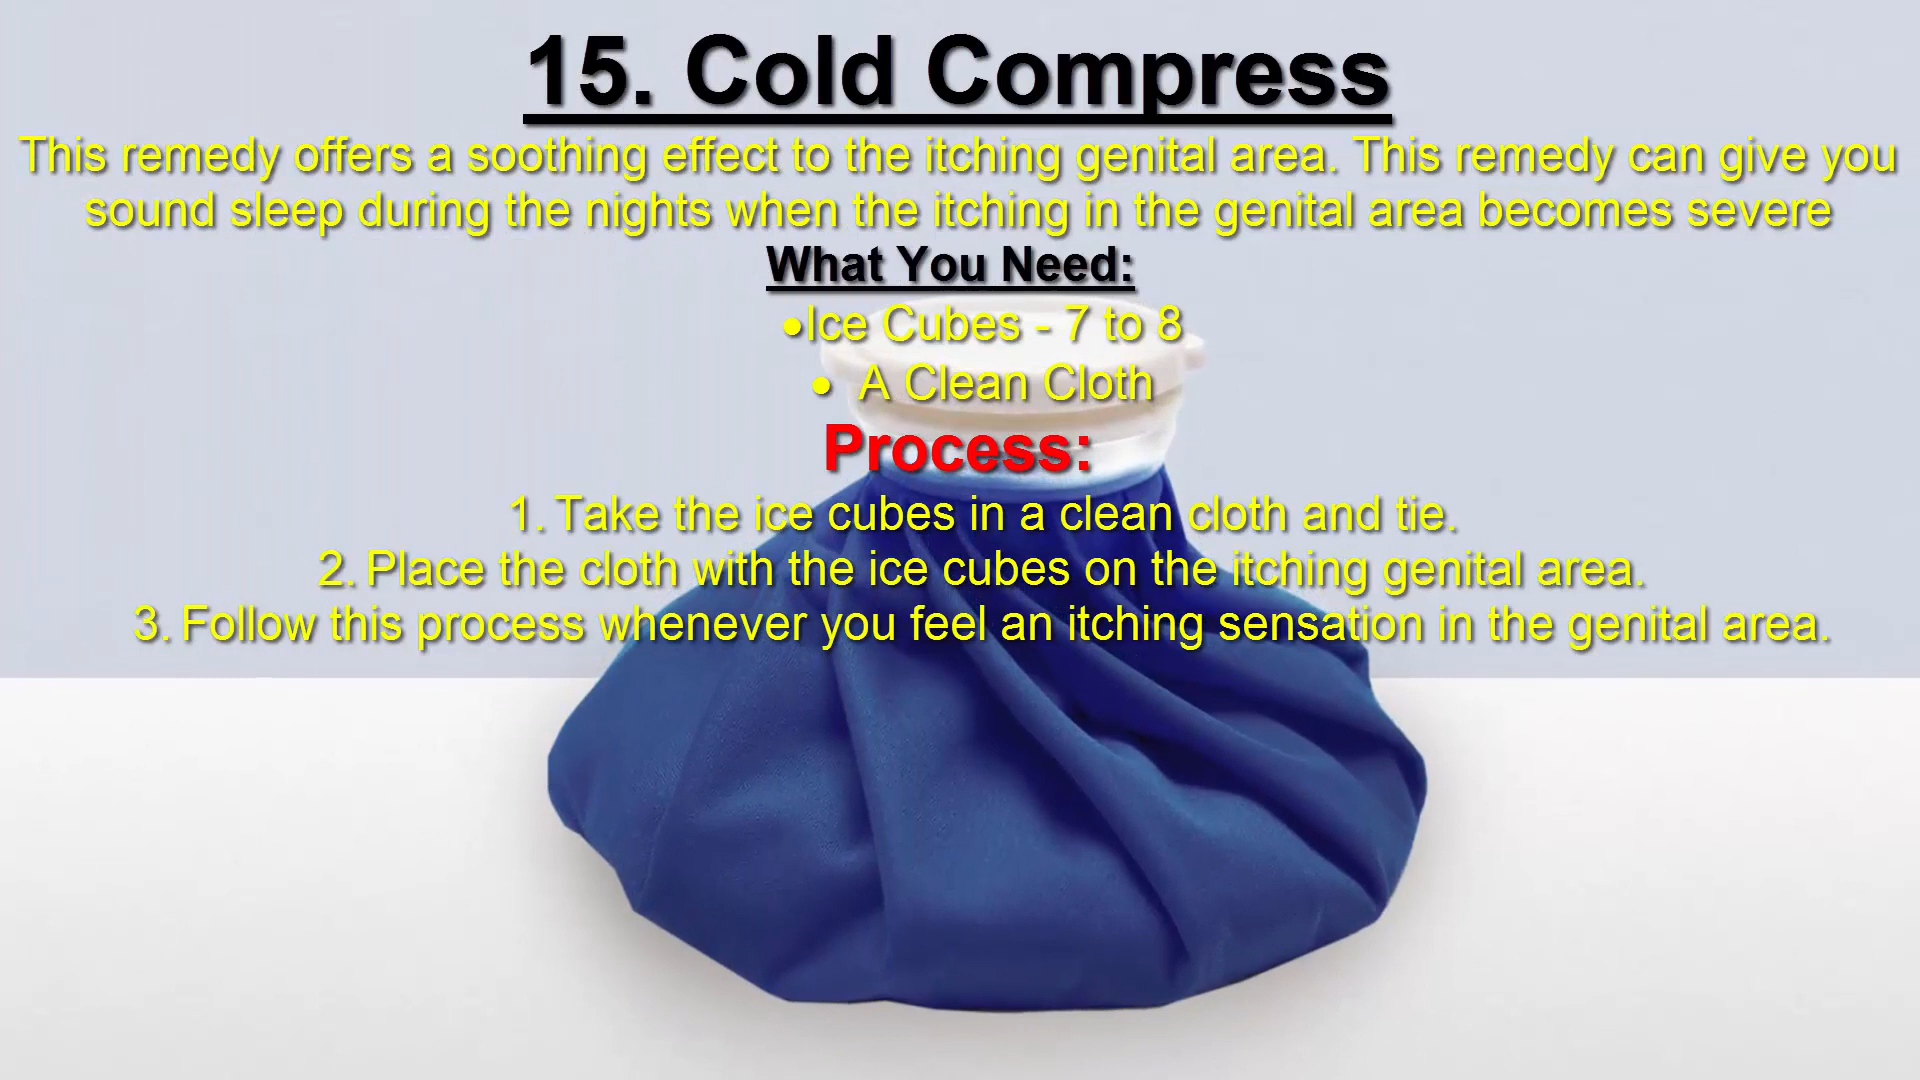 15. Cold Compress
This remedy offers a soothing effect to the itching genital area. This remedy can give you
sound sleep during the nights when the itching in the genital area becomes severe
What You Need:
•Ice Cubes - 7 to 8
• A Clean Cloth
Process:
1. Take the ice cubes in a clean cloth and tie.
2. Place the cloth with the ice cubes on the itching genital area.
3. Follow this process whenever you feel an itching sensation in the genital area.